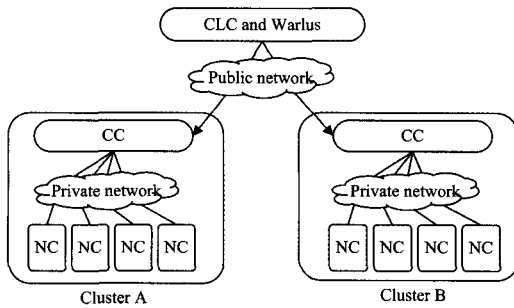 CLC and Warlus
Public network
CC
CC
Private network
Private network
NC NC NC NC
NC NC NC NC
Cluster A
Cluster B